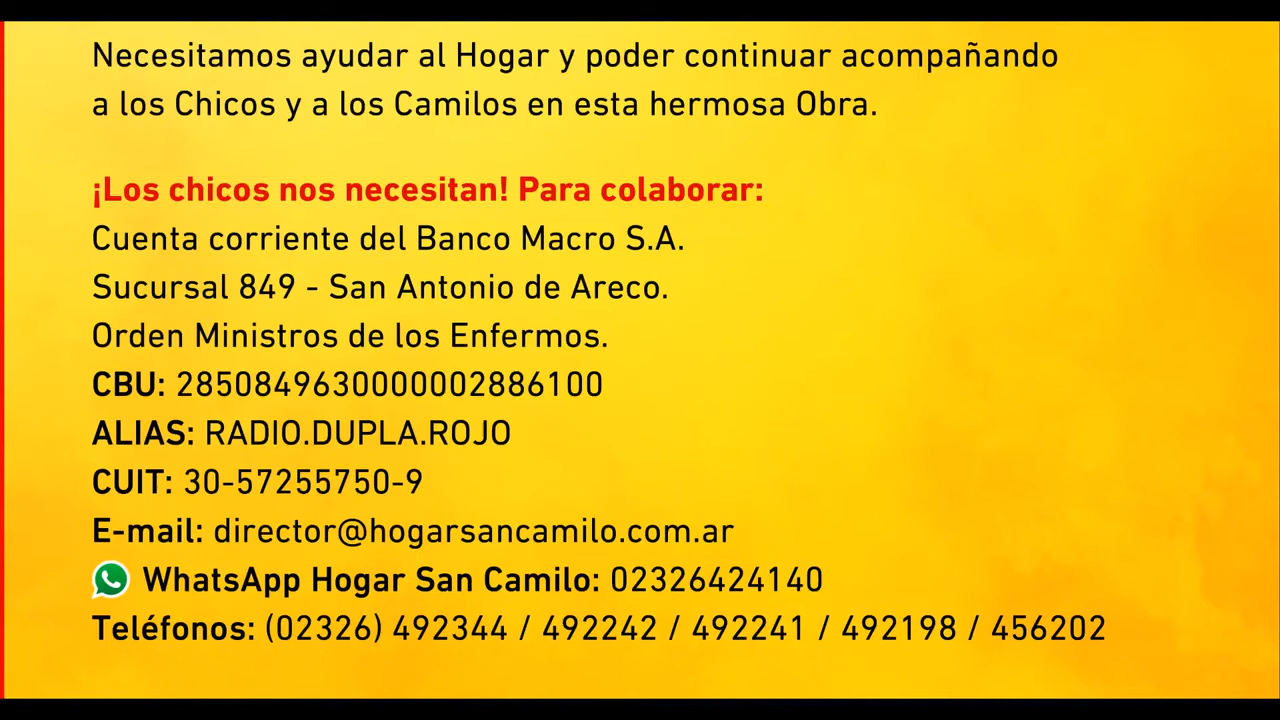 Necesitamos ayudar al Hogar y poder continuar acompañando
a los Chicos y a los Camilos en esta hermosa Obra.
¡Los chicos nos necesitan! Para colaborar:
Cuenta corriente del Banco Macro S.A.
Sucursal 849 - San Antonio de Areco.
Orden Ministros de los Enfermos.
CBU: 2850849630000002886100
ALIAS: RADIO.DUPLA.ROJO
CUIT: 30-57255750-9
E-mail: director@hogarsancamilo.com.ar
WhatsApp Hogar San Camilo: 02326424140
Teléfonos: (02326) 492344 / 492242 / 492241 / 492198 / 456202